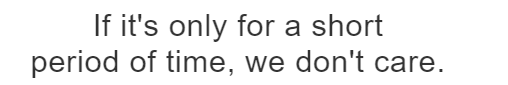 If it's only for a short
period of time, we don't care.